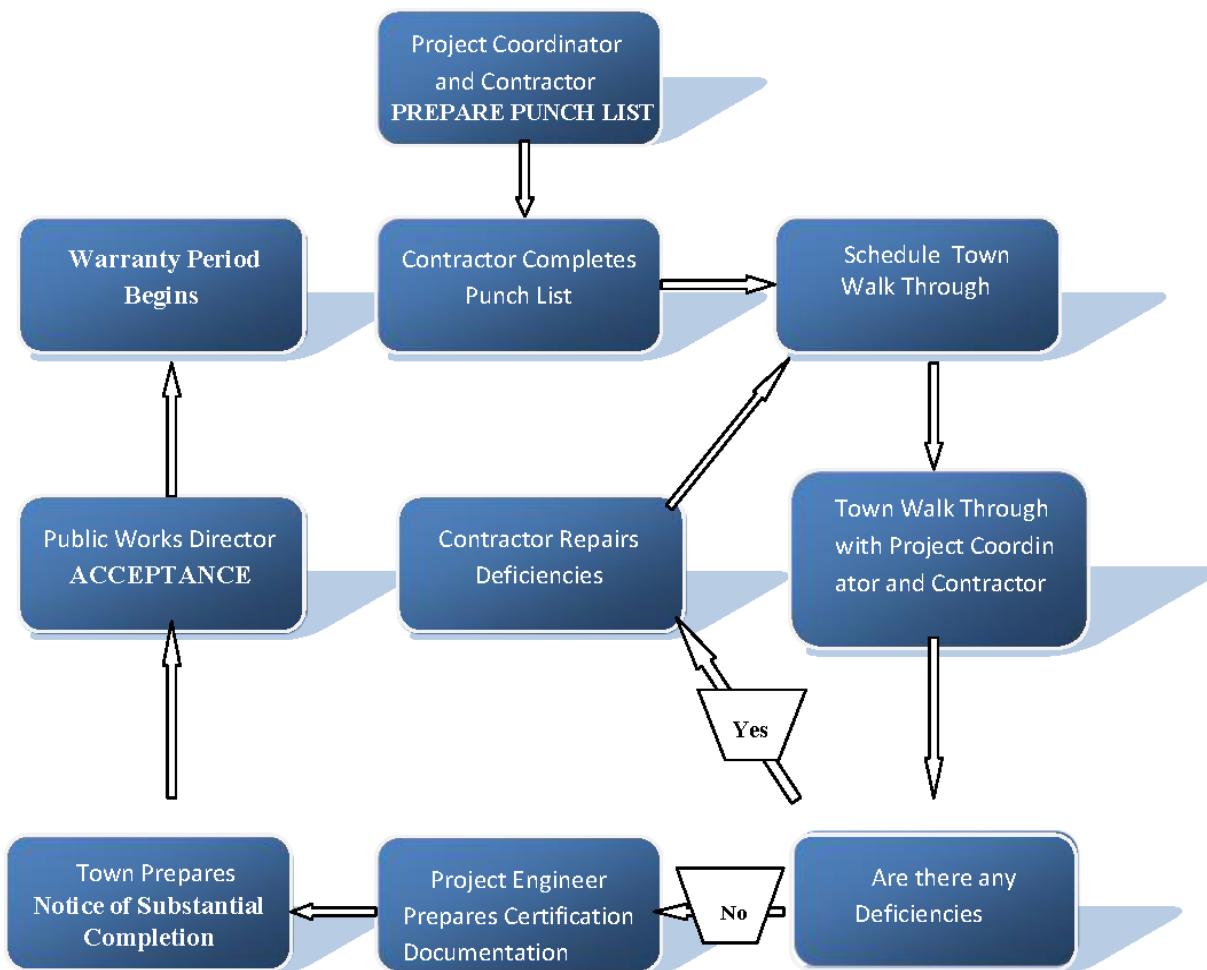 Project Coordinator
and Contractor
PREPARE PUNCH LIST
Warranty Period
Begins
Contractor Completes
Punch List
Schedule Town
Walk Through
Public Works Director
ACCEPTANCE
Contractor Repairs
Deficiencies
Town Walk Through
with Project Coordin
ator and Contractor
Yes
Town Prepares
Notice of Substantial
Completion
Project Engineer
Prepares Certification
Documentation
No
Are there any
Deficiencies